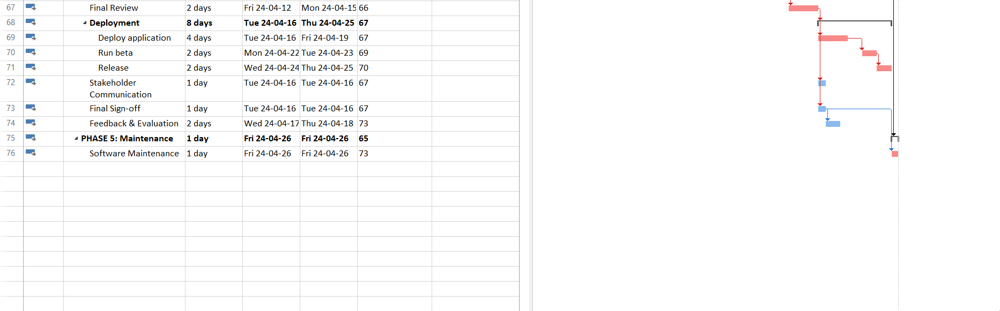 67 Final Review 2 days Fri 24-04-12 Mon 24-04-15 66
68 Deployment 8 days Tue 24-04-16 Thu 24-04-25 67
69 Deploy application 4 days Tue 24-04-16 Fri 24-04-19 67
70 Run beta 2 days Mon 24-04-22 Tue 24-04-23 69
71 Release 2 days Wed 24-04-24 Thu 24-04-25 70
72 Stakeholder 1 day Tue 24-04-16 Tue 24-04-16 67
Communication
73 Final Sign-off 1 day Tue 24-04-16 Tue 24-04-16 67
74 Feedback & Evaluation 2 days Wed 24-04-17 Thu 24-04-18 73
75 PHASE 5: Maintenance 1 day Fri 24-04-26 Fri 24-04-26 65
76 Software Maintenance 1 day Fri 24-04-26 Fri 24-04-26 73